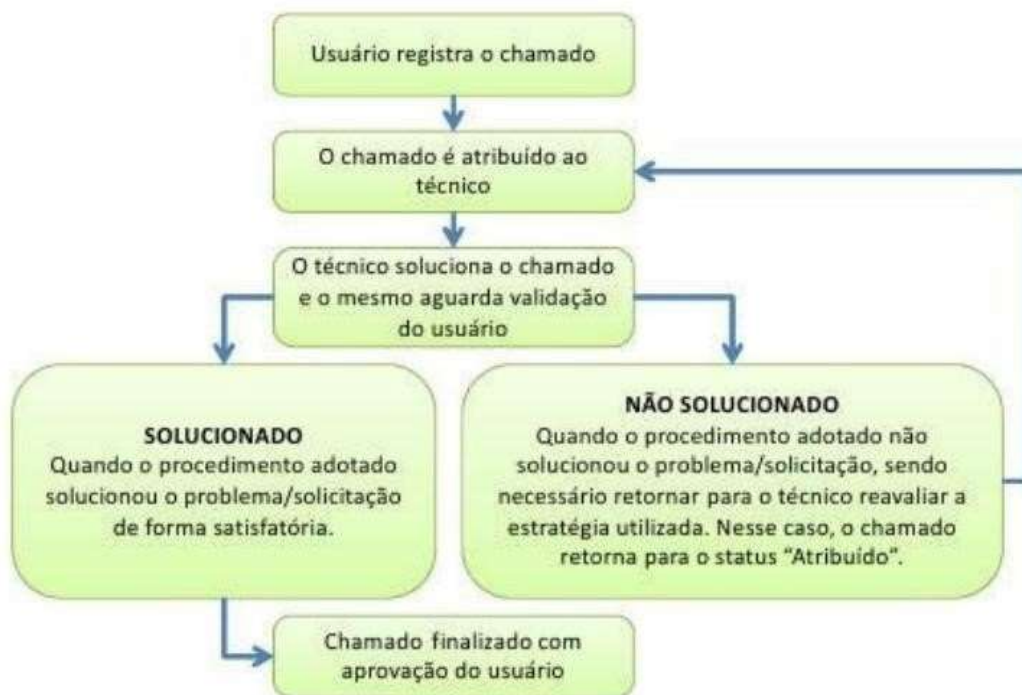 Usuário registra o chamado
O chamado é atribuído ao
técnico
O técnico soluciona o chamado
e o mesmo aguarda validação
do usuário
SOLUCIONADO
Quando o procedimento adotado
solucionou o problema/solicitação
de forma satisfatória.
NÃO SOLUCIONADO
Quando o procedimento adotado não
solucionou o problema/solicitação, sendo
necessário retornar para o técnico reavaliar a
estratégia utilizada. Nesse caso, o chamado
retorna para o status “Atribuído”.
Chamado finalizado com
aprovação do usuário